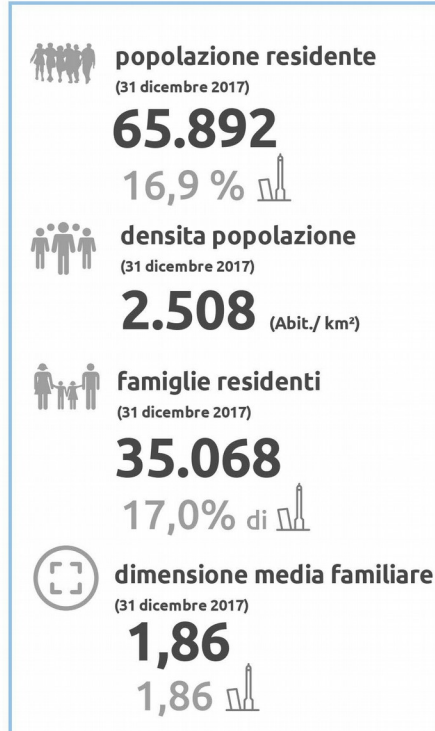 popolazione residente
(31 dicembre 2017)
65.892
16,9 %
densita popolazione
(31 dicembre 2017)
2.508 (Abit./ km²)
famiglie residenti
(31 dicembre 2017)
35.068
17,0% di
dimensione media familiare
(31 dicembre 2017)
1,86
1,86